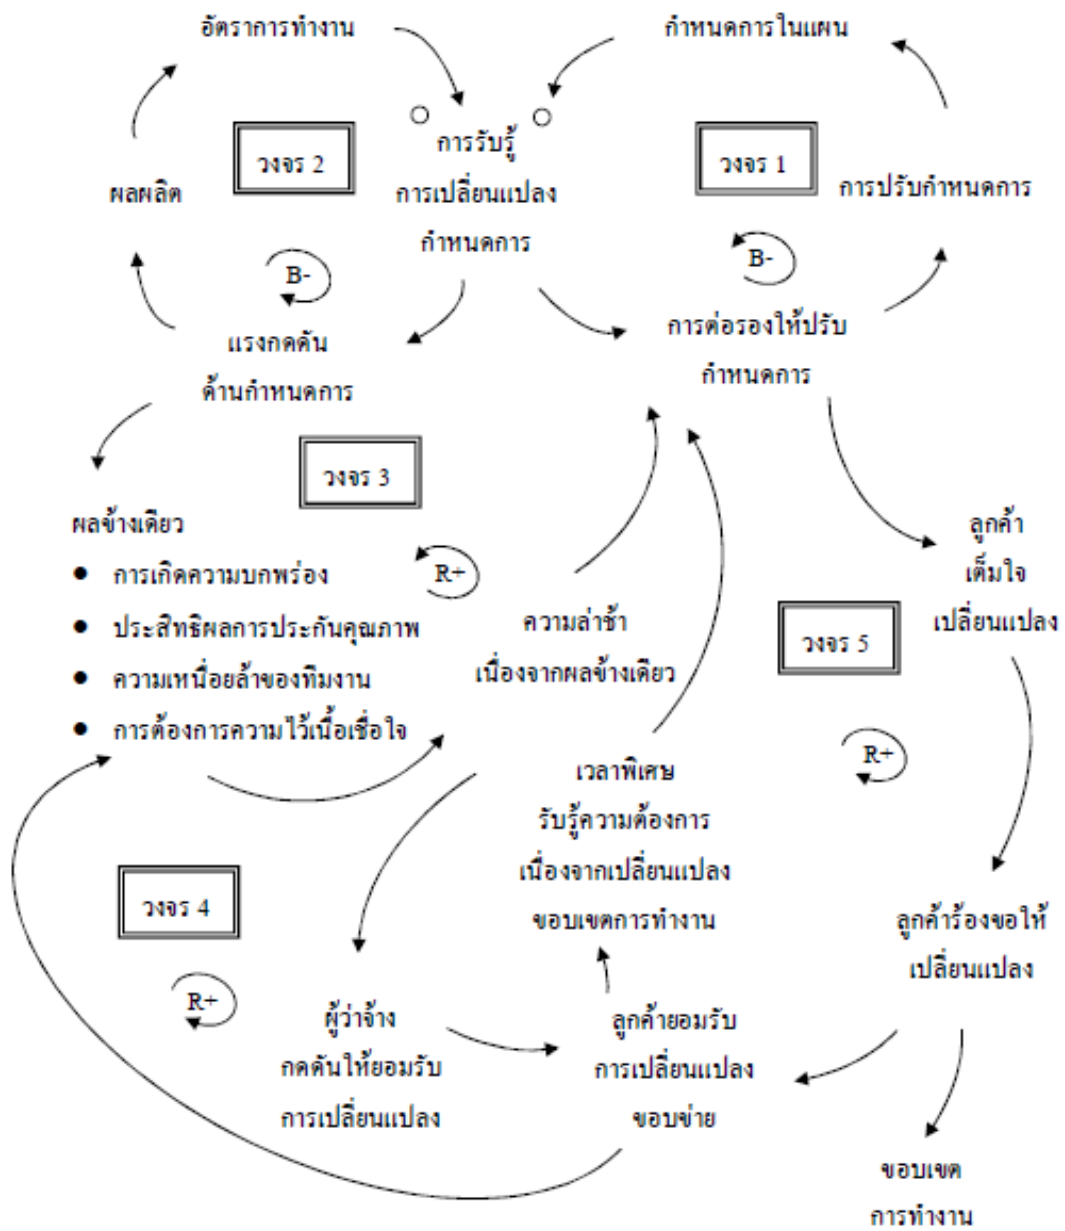 อัตราการทำงาน
กำหนดการในแผน
การรับรู้
การเปลี่ยนแปลง
กำหนดการ
วงจร 2
วงจร 1
ผลผลิต
การปรับกำหนดการ
B-
B-
แรงกดดัน
ด้านกำหนดการ
การต่อรองให้ปรับ
กำหนดการ
วงจร 3
ผลข้างเดียว
● การเกิดความบกพร่อง
● ประสิทธิผลการประกันคุณภาพ
● ความเหนื่อยล้าของทีมงาน
● การต้องการความไว้เนื้อเชื่อใจ
R+
ความล่าช้า
เนื่องจากผลข้างเดียว
ลูกค้า
เต็มใจ
เปลี่ยนแปลง
วงจร 5
R+
เวลาพิเศษ
รับรู้ความต้องการ
เนื่องจากเปลี่ยนแปลง
ขอบเขตการทำงาน
วงจร 4
R+
ลูกค้าร้องขอให้
เปลี่ยนแปลง
ผู้ว่าจ้าง
กดดันให้ยอมรับ
การเปลี่ยนแปลง
ลูกค้ายอมรับ
การเปลี่ยนแปลง
ขอบข่าย
ขอบเขต
การทำงาน